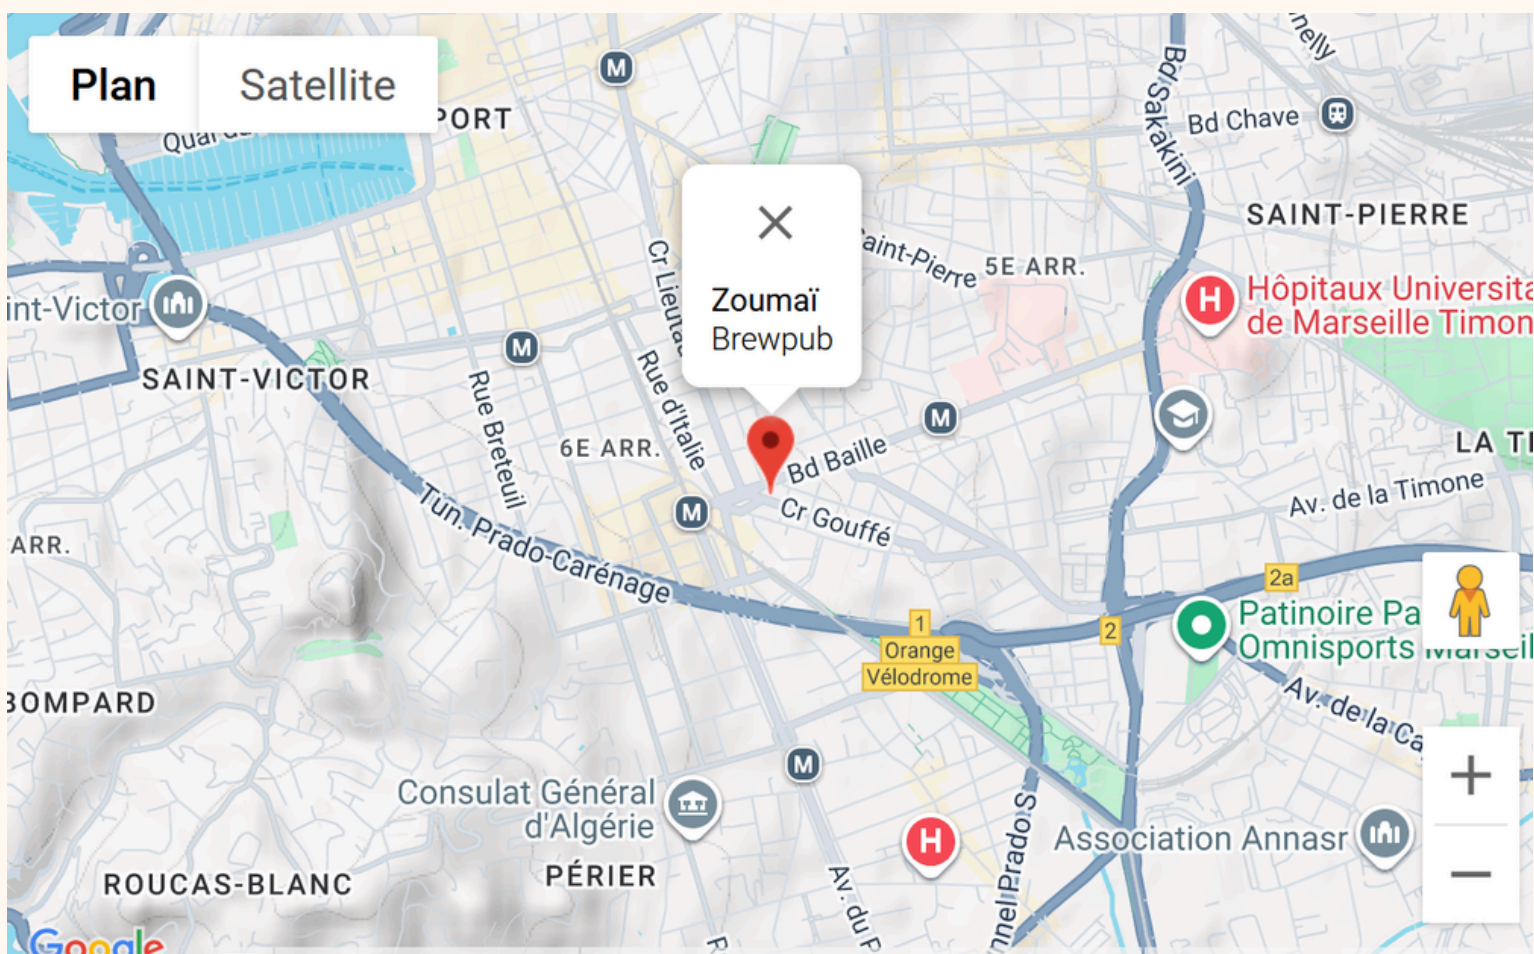 Plan
Satellite
PORT
Bd Sakakini
Bd Chave
SAINT-PIERRE
5E ARR.
Zoumaï
Brewpub
Hôpitaux Universita
de Marseille Timon
int-Victor
SAINT-VICTOR
Rue Breteuil
Rue d'Italie
6E ARR.
Bd Baille
Cr Gouffé
LA TI
Av. de la Timone
ARR.
Tun. Prado-Carénage
2a
1
Orange
Vélodrome
2
Patinoire Pa
Omnisports Marseil
Av. de la Ca
BOMPARD
Consulat Général
d'Algérie
Association Annasr
ROUCAS-BLANC
PÉRIER
nnel Prado S
Av. du P
M
M
M
M
M
H
H
Google